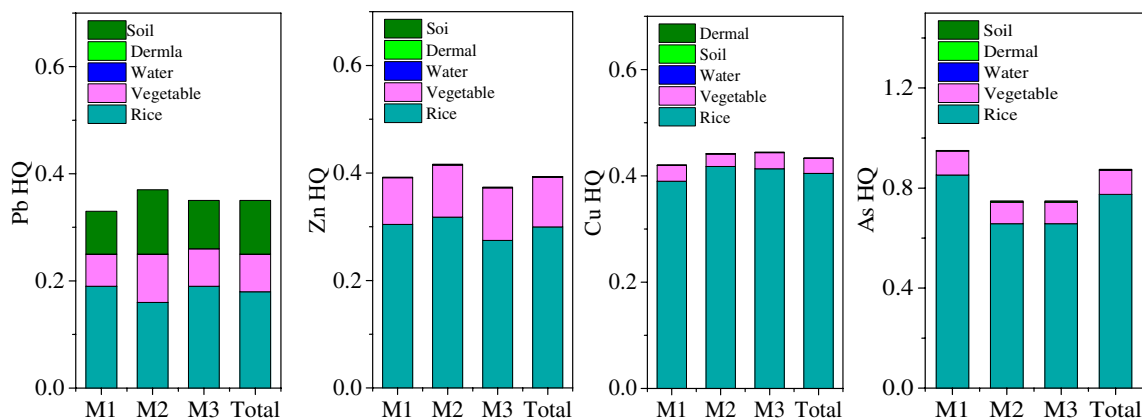 Pb HQ
0.6
0.4
0.2
0.0
Soil
Dermla
Water
Vegetable
Rice
M1 M2 M3 Total
Zn HQ
0.6
0.4
0.2
0.0
Soi
Dermal
Water
Vegetable
Rice
M1 M2 M3 Total
Cu HQ
0.6
0.4
0.2
0.0
Dermal
Soil
Water
Vegetable
Rice
M1 M2 M3 Total
As HQ
1.2
0.8
0.4
0.0
Soil
Dermal
Water
Vegetable
Rice
M1 M2 M3 Total